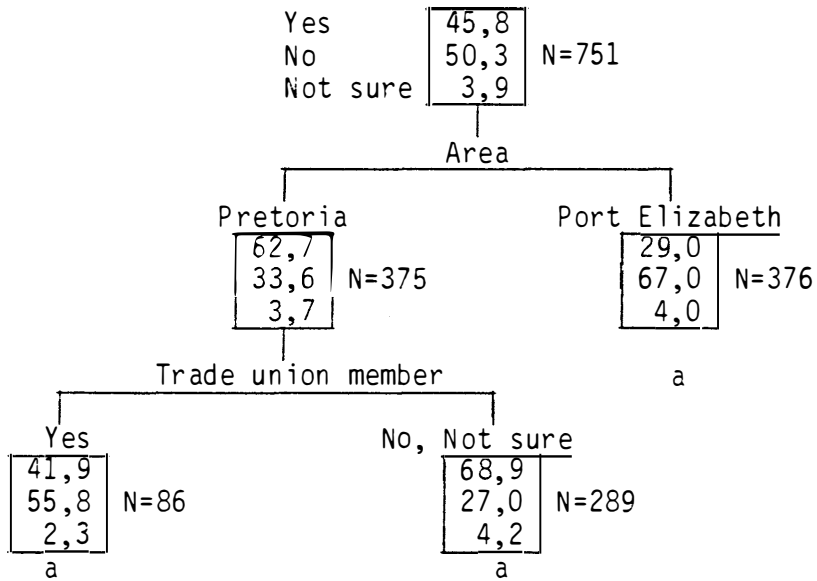 Yes 45,8
No 50,3 N=751
Not sure 3,9
Area
Pretoria Port Elizabeth
62,7 29,0
33,6 N=375 67,0 N=376
3,7 4,0
Trade union member a
Yes No, Not sure
41,9 68,9
55,8 N=86 27,0 N=289
2,3 4,2
a a